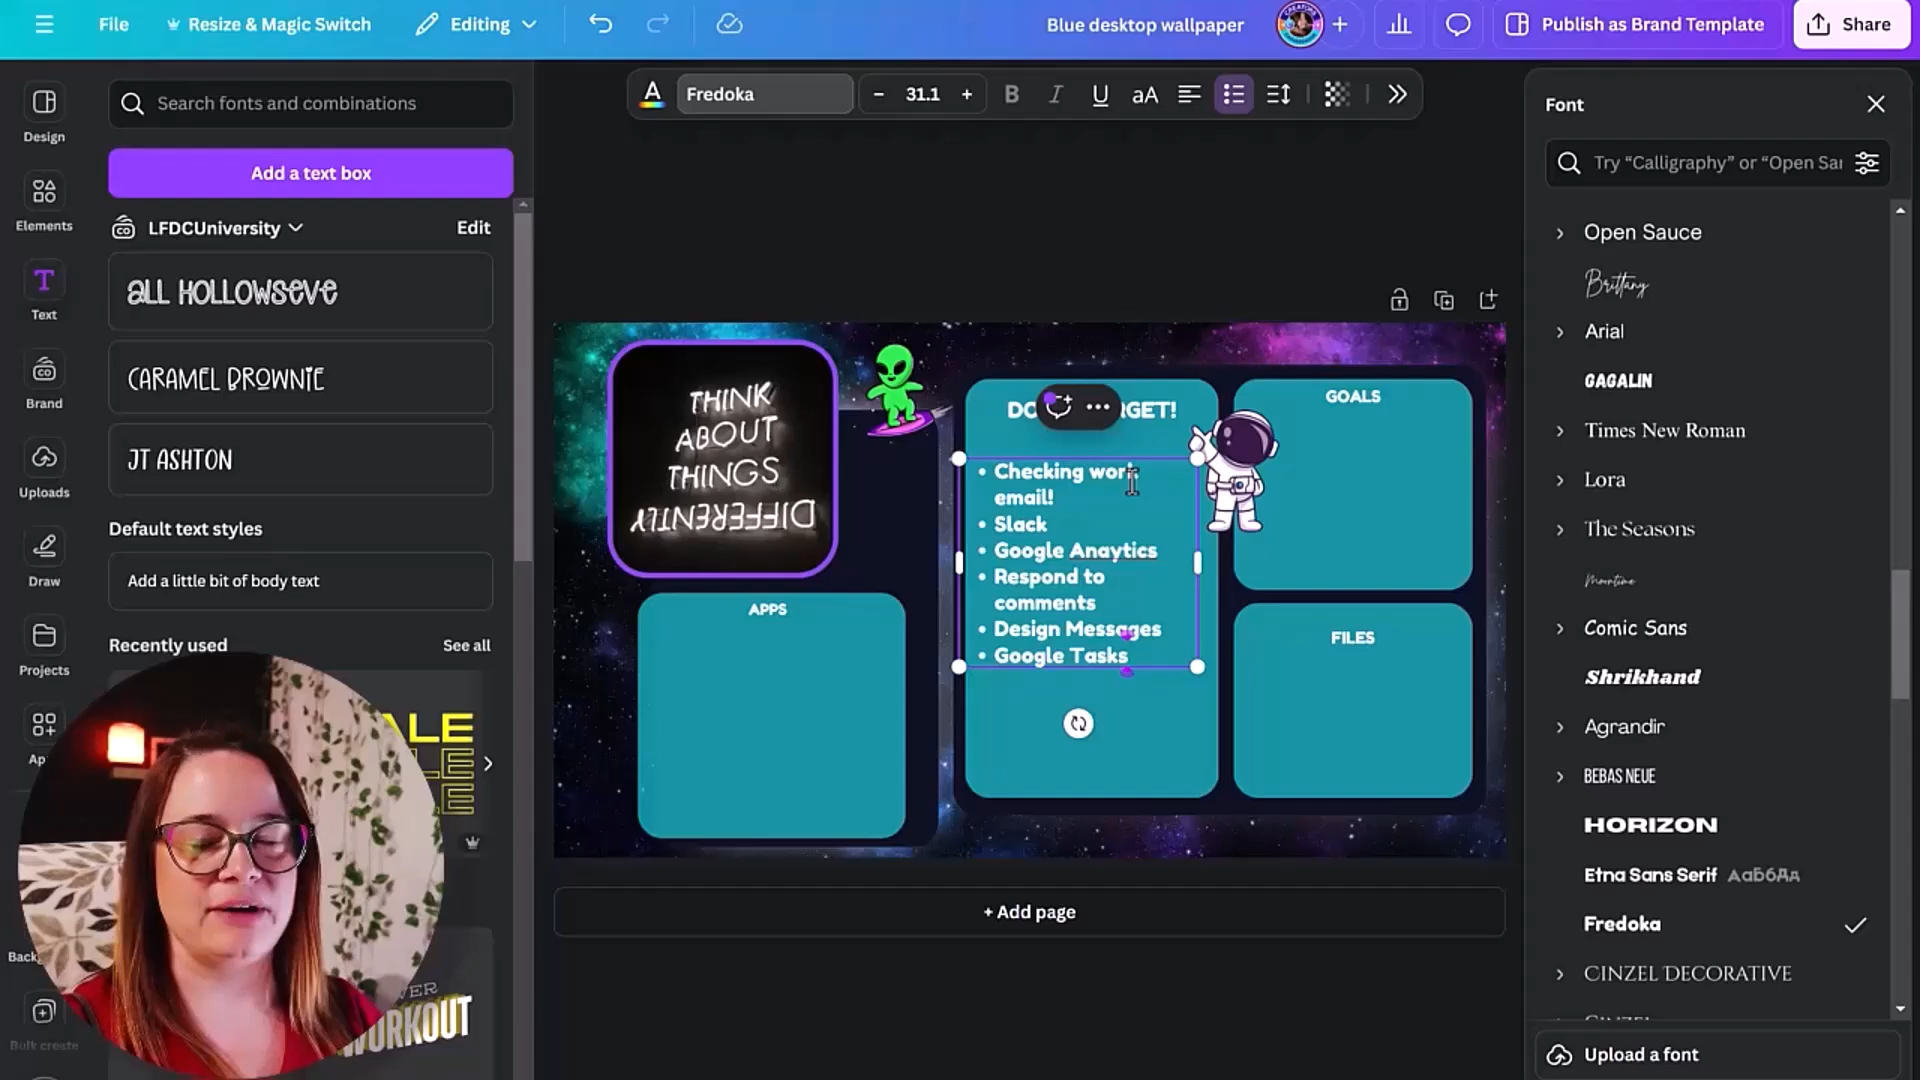 File
Resize & Magic Switch
Editing
Blue desktop wallpaper
Publish as Brand Template
Share
Design
Elements
Text
Brand
Uploads
Draw
Projects
Search fonts and combinations
Add a text box
LFDCUniversity
Edit
ALL HOLLOWSEVE
CARAMEL BROWNIE
JT ASHTON
Default text styles
Add a little bit of body text
Recently used
See all
Bulk create
WORKOUT
Fredoka
31.1
THINK
ABOUT
THINGS
DIFFERENTLY
APPS
• Checking work
email!
• Slack
• Google Anaytics
• Respond to
comments
• Design Messages
• Google Tasks
GOALS
FILES
+ Add page
Font
Try “Calligraphy” or “Open Sa
Open Sauce
Brittany
Arial
GAGALIN
Times New Roman
Lora
The Seasons
Moontime
Comic Sans
Shrikhand
Agrandir
BEBAS NEUE
HORIZON
Etna Sans Serif АаБбДд
Fredoka
CINZEL DECORATIVE
Upload a font